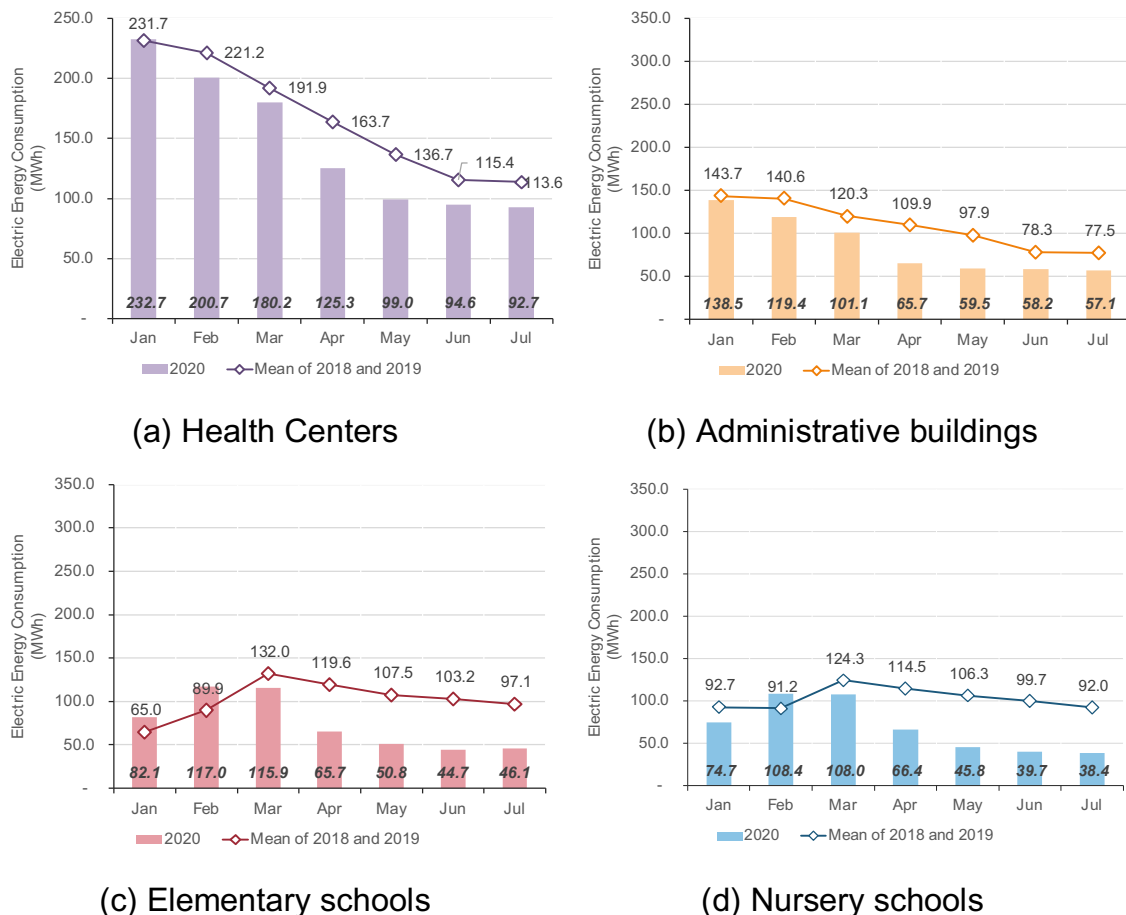 250.0
200.0
150.0
100.0
50.0
-
Electric Energy Consumption
(MWh)
231.7
221.2
191.9
163.7
136.7
115.4
113.6
232.7 200.7 180.2 125.3 99.0 94.6 92.7
Jan Feb Mar Apr May Jun Jul
2020 Mean of 2018 and 2019
(a) Health Centers
350.0
300.0
250.0
200.0
150.0
100.0
50.0
-
Electric Energy Consumption
(MWh)
143.7 140.6 120.3 109.9 97.9 78.3 77.5
138.5 119.4 101.1 65.7 59.5 58.2 57.1
Jan Feb Mar Apr May Jun Jul
2020 Mean of 2018 and 2019
(b) Administrative buildings
350.0
300.0
250.0
200.0
150.0
100.0
50.0
-
Electric Energy Consumption
(MWh)
65.0 89.9 132.0 119.6 107.5 103.2 97.1
82.1 117.0 115.9 65.7 50.8 44.7 46.1
Jan Feb Mar Apr May Jun Jul
2020 Mean of 2018 and 2019
(c) Elementary schools
350.0
300.0
250.0
200.0
150.0
100.0
50.0
-
Electric Energy Consumption
(MWh)
92.7 91.2 124.3 114.5 106.3 99.7 92.0
74.7 108.4 108.0 66.4 45.8 39.7 38.4
Jan Feb Mar Apr May Jun Jul
2020 Mean of 2018 and 2019
(d) Nursery schools